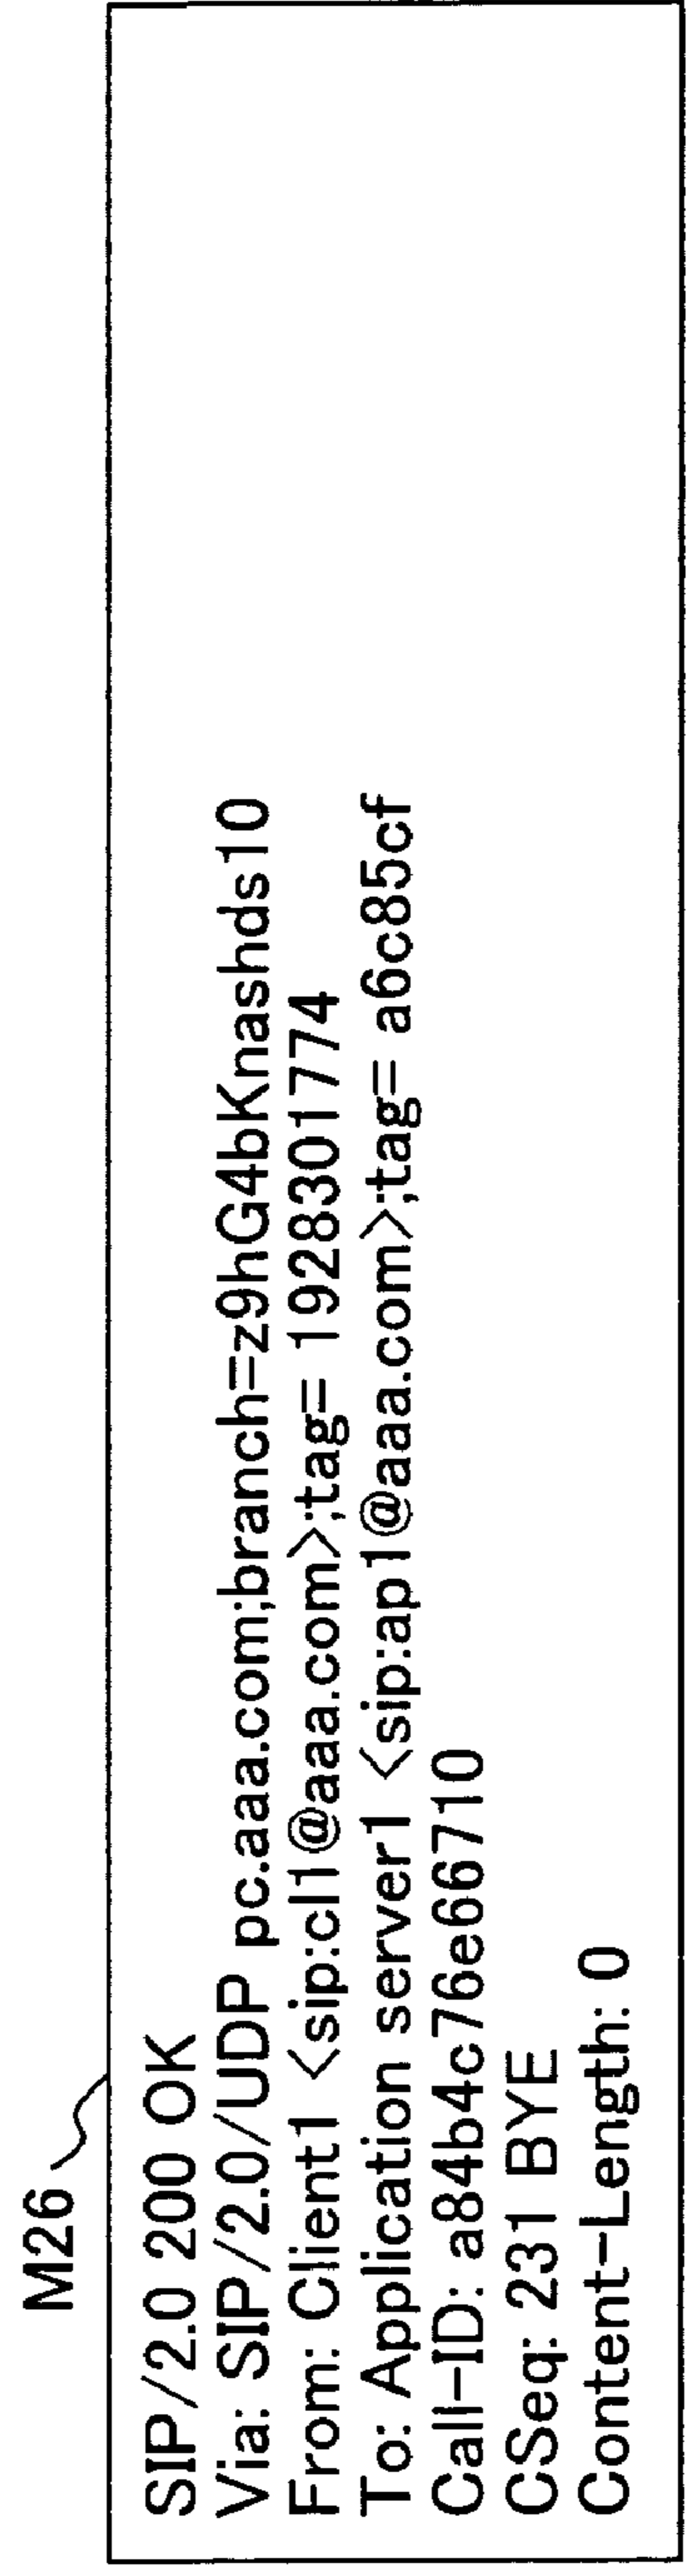 M26
SIP/2.0 200 OK
Via: SIP/2.0/UDP pc.aaa.com;branch=z9hG4bKnashds10
From: Client1 <sip:cl1@aaa.com>;tag= 1928301774
To: Application server1 <sip:ap1@aaa.com>;tag= a6c85cf
Call-ID: a84b4c76e66710
CSeq: 231 BYE
Content-Length: 0